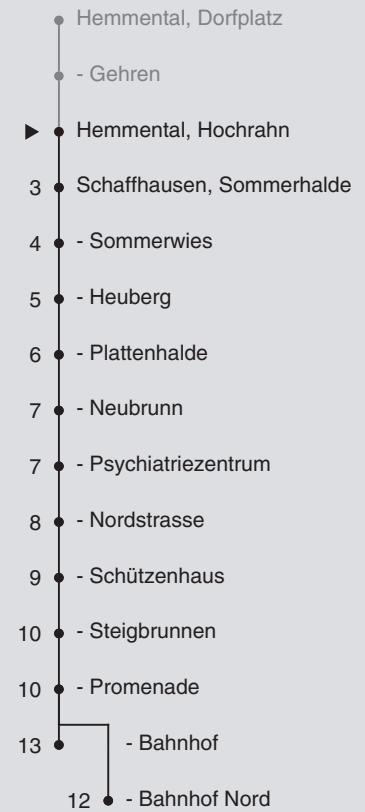 Hemmental, Dorfplatz
- Gehren
Hemmental, Hochrahn
3 Schaffhausen, Sommerhalde
4 - Sommerwies
5 - Heuberg
6 - Plattenhalde
7 - Neubrunn
7 - Psychiatriezentrum
8 - Nordstrasse
9 - Schützenhaus
10 - Steigbrunnen
10 - Promenade
13 - Bahnhof
12 - Bahnhof Nord